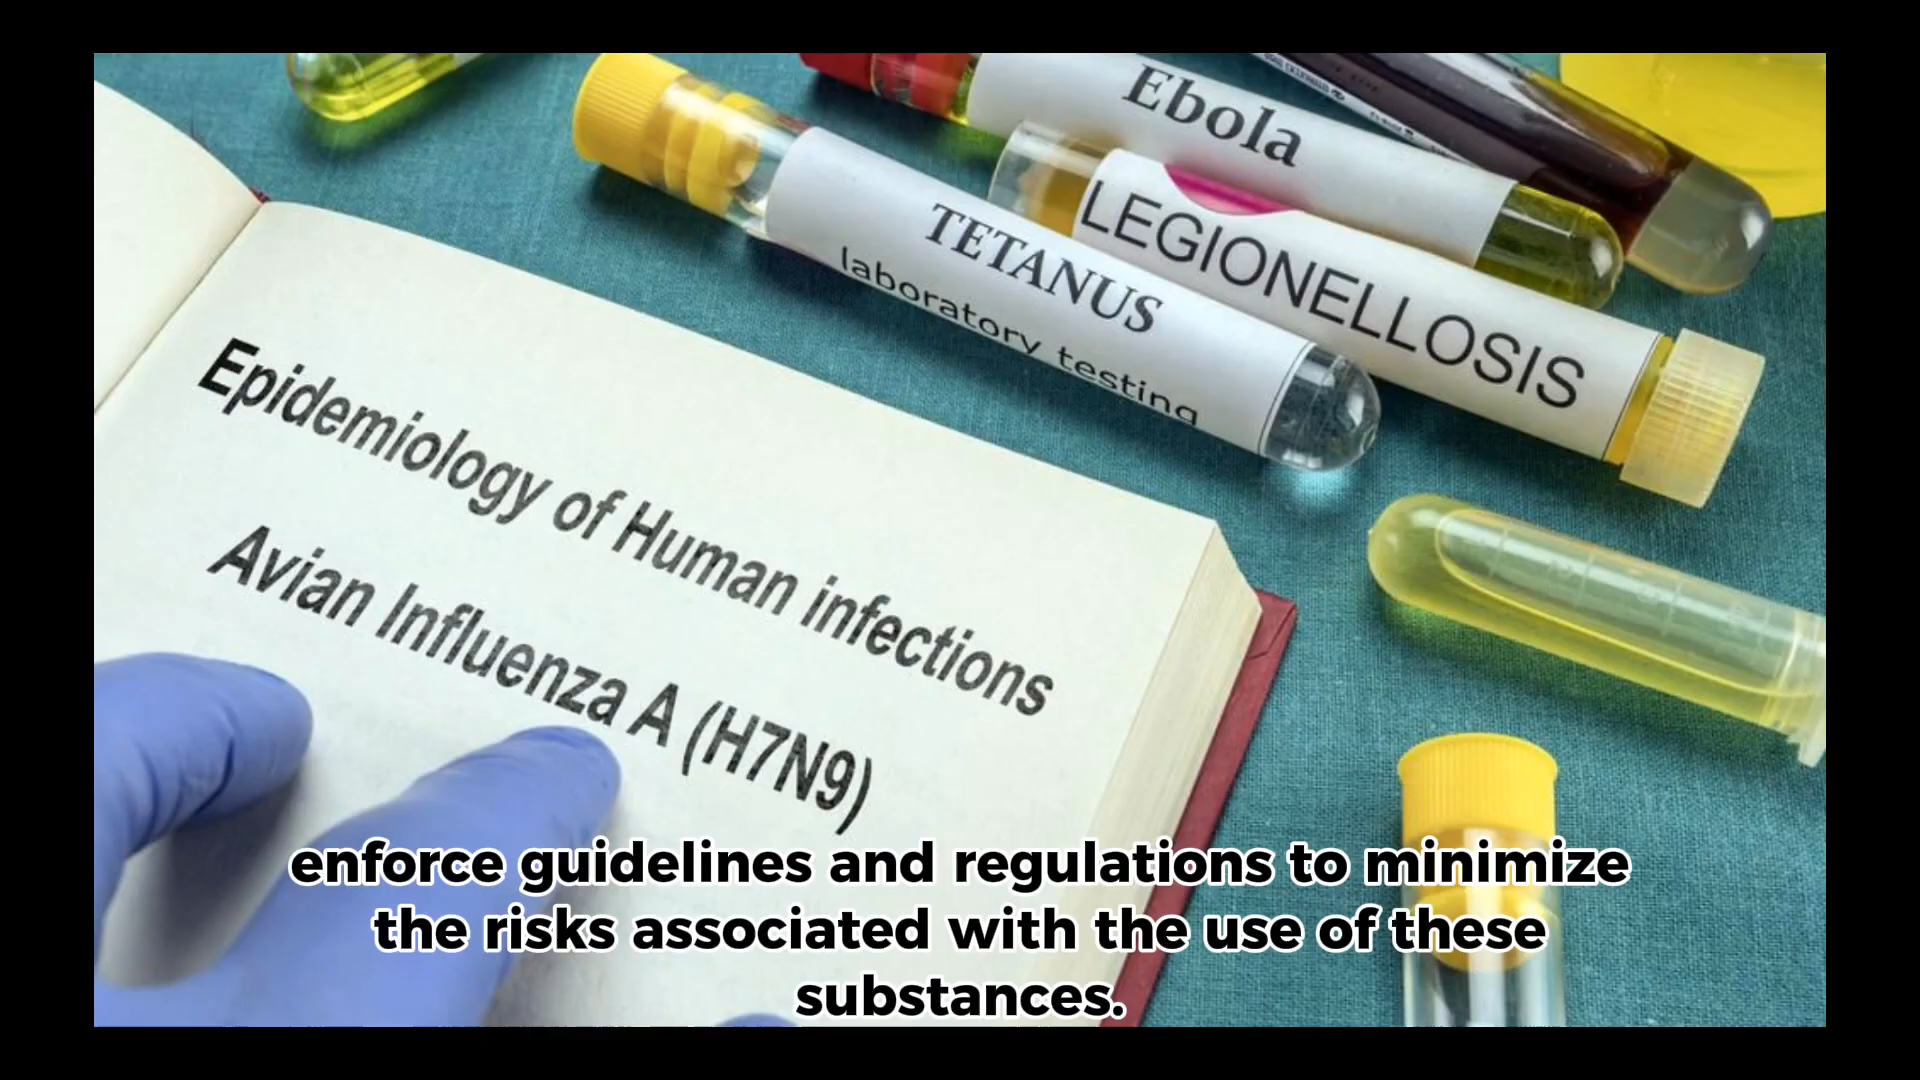 Ebola
LEGIONELLOSIS
TETANUS
laboratory testing
Epidemiology of Human infections
Avian Influenza A (H7N9)
enforce guidelines and regulations to minimize
the risks associated with the use of these
substances.